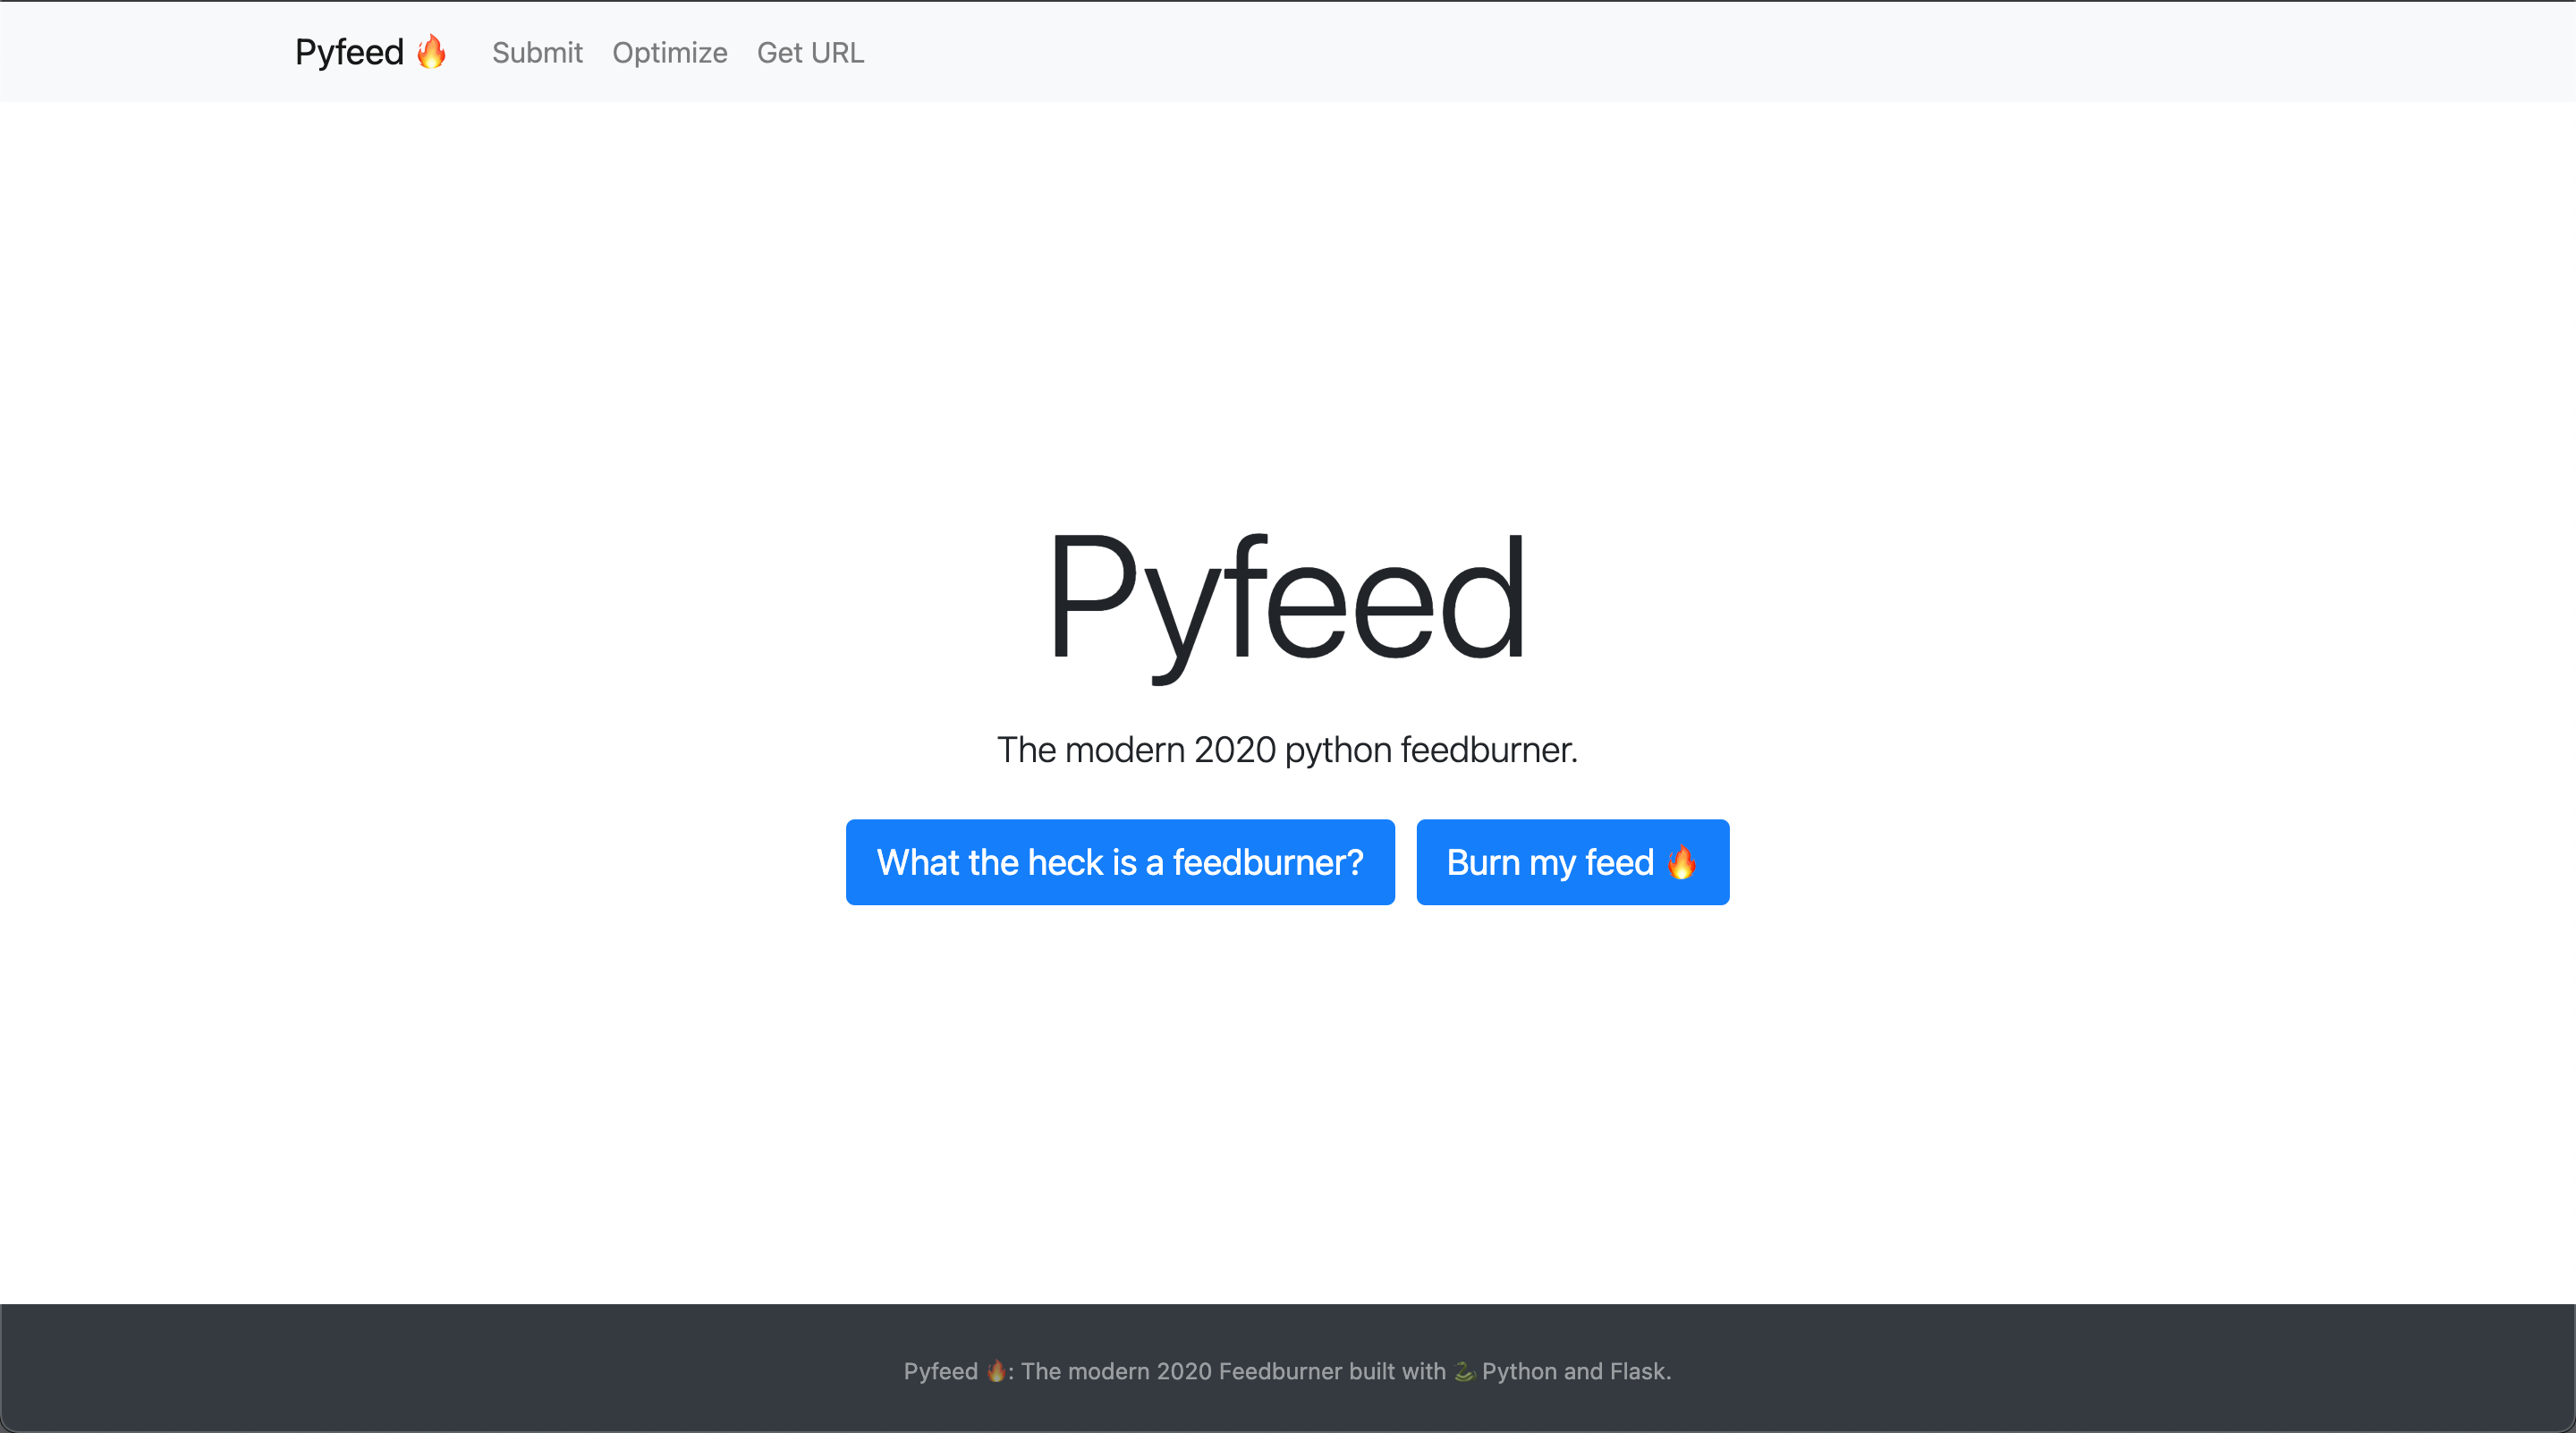 Pyfeed 🔥 Submit Optimize Get URL
Pyfeed
The modern 2020 python feedburner.
What the heck is a feedburner? Burn my feed 🔥
Pyfeed 🔥: The modern 2020 Feedburner built with 🐍 Python and Flask.